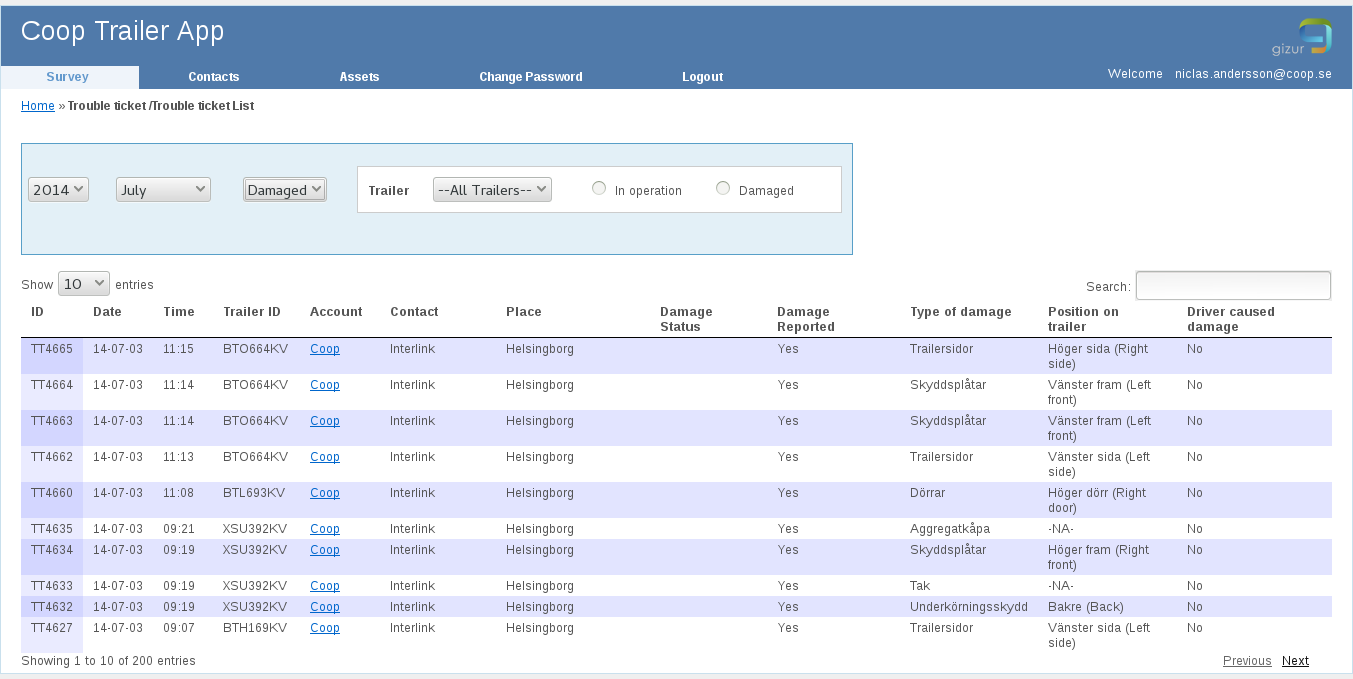 Coop Trailer App
gizur
Survey Contacts Assets Change Password Logout Welcome niclas.andersson@coop.se
Home » Trouble ticket /Trouble ticket List
2014 July Damaged Trailer --All Trailers-- In operation Damaged
Show 10 entries Search:
ID Date Time Trailer ID Account Contact Place Damage Status Damage Reported Type of damage Position on trailer Driver caused damage
TT4665 14-07-03 11:15 BTO664KV Coop Interlink Helsingborg Yes Trailersidor Höger sida (Right side) No
TT4664 14-07-03 11:14 BTO664KV Coop Interlink Helsingborg Yes Skyddsplåtar Vänster fram (Left front) No
TT4663 14-07-03 11:14 BTO664KV Coop Interlink Helsingborg Yes Skyddsplåtar Vänster fram (Left front) No
TT4662 14-07-03 11:13 BTO664KV Coop Interlink Helsingborg Yes Trailersidor Vänster sida (Left side) No
TT4660 14-07-03 11:08 BTL693KV Coop Interlink Helsingborg Yes Dörrar Höger dörr (Right door) No
TT4635 14-07-03 09:21 XSU392KV Coop Interlink Helsingborg Yes Aggregatkåpa -NA- No
TT4634 14-07-03 09:19 XSU392KV Coop Interlink Helsingborg Yes Skyddsplåtar Höger fram (Right front) No
TT4633 14-07-03 09:19 XSU392KV Coop Interlink Helsingborg Yes Tak -NA- No
TT4632 14-07-03 09:19 XSU392KV Coop Interlink Helsingborg Yes Underkörningsskydd Bakre (Back) No
TT4627 14-07-03 09:07 BTH169KV Coop Interlink Helsingborg Yes Trailersidor Vänster sida (Left side) No
Showing 1 to 10 of 200 entries Previous Next